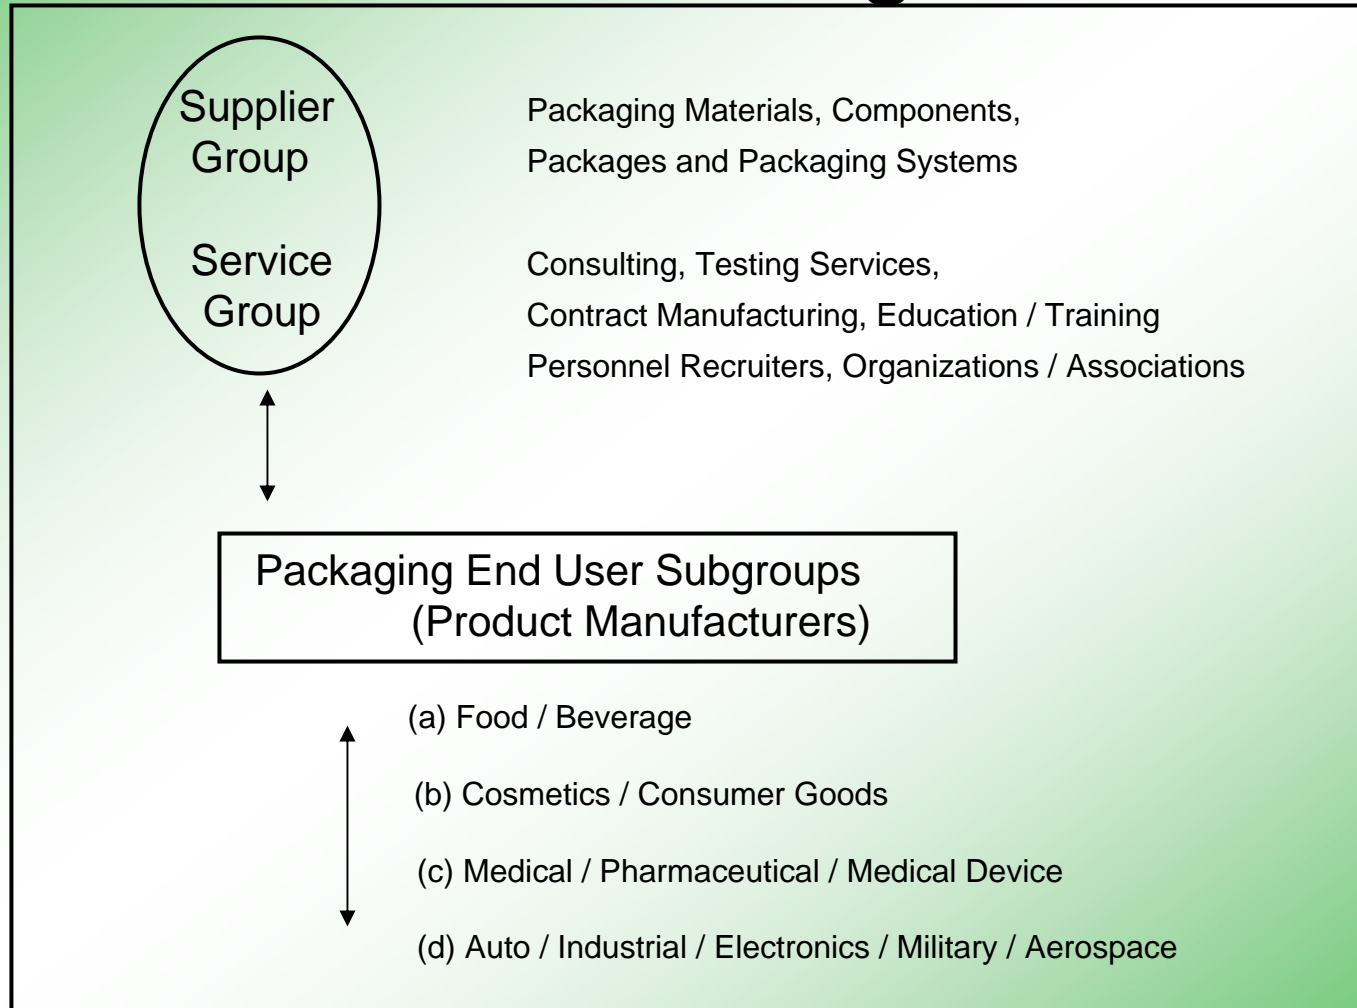 Supplier
Group
Packaging Materials, Components,
Packages and Packaging Systems
Service
Group
Consulting, Testing Services,
Contract Manufacturing, Education / Training
Personnel Recruiters, Organizations / Associations
Packaging End User Subgroups
(Product Manufacturers)
(a) Food / Beverage
(b) Cosmetics / Consumer Goods
(c) Medical / Pharmaceutical / Medical Device
(d) Auto / Industrial / Electronics / Military / Aerospace